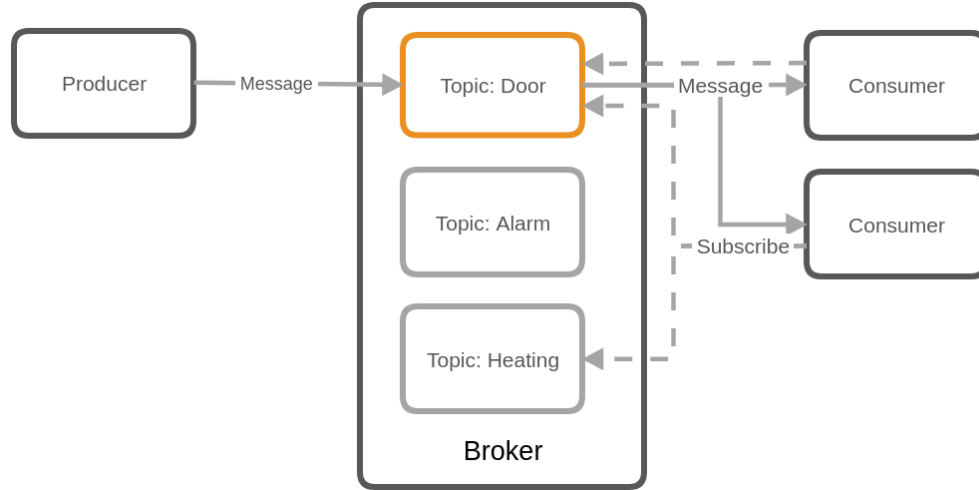 Producer
Message
Topic: Door
Message
Consumer
Topic: Alarm
Consumer
Subscribe
Topic: Heating
Broker